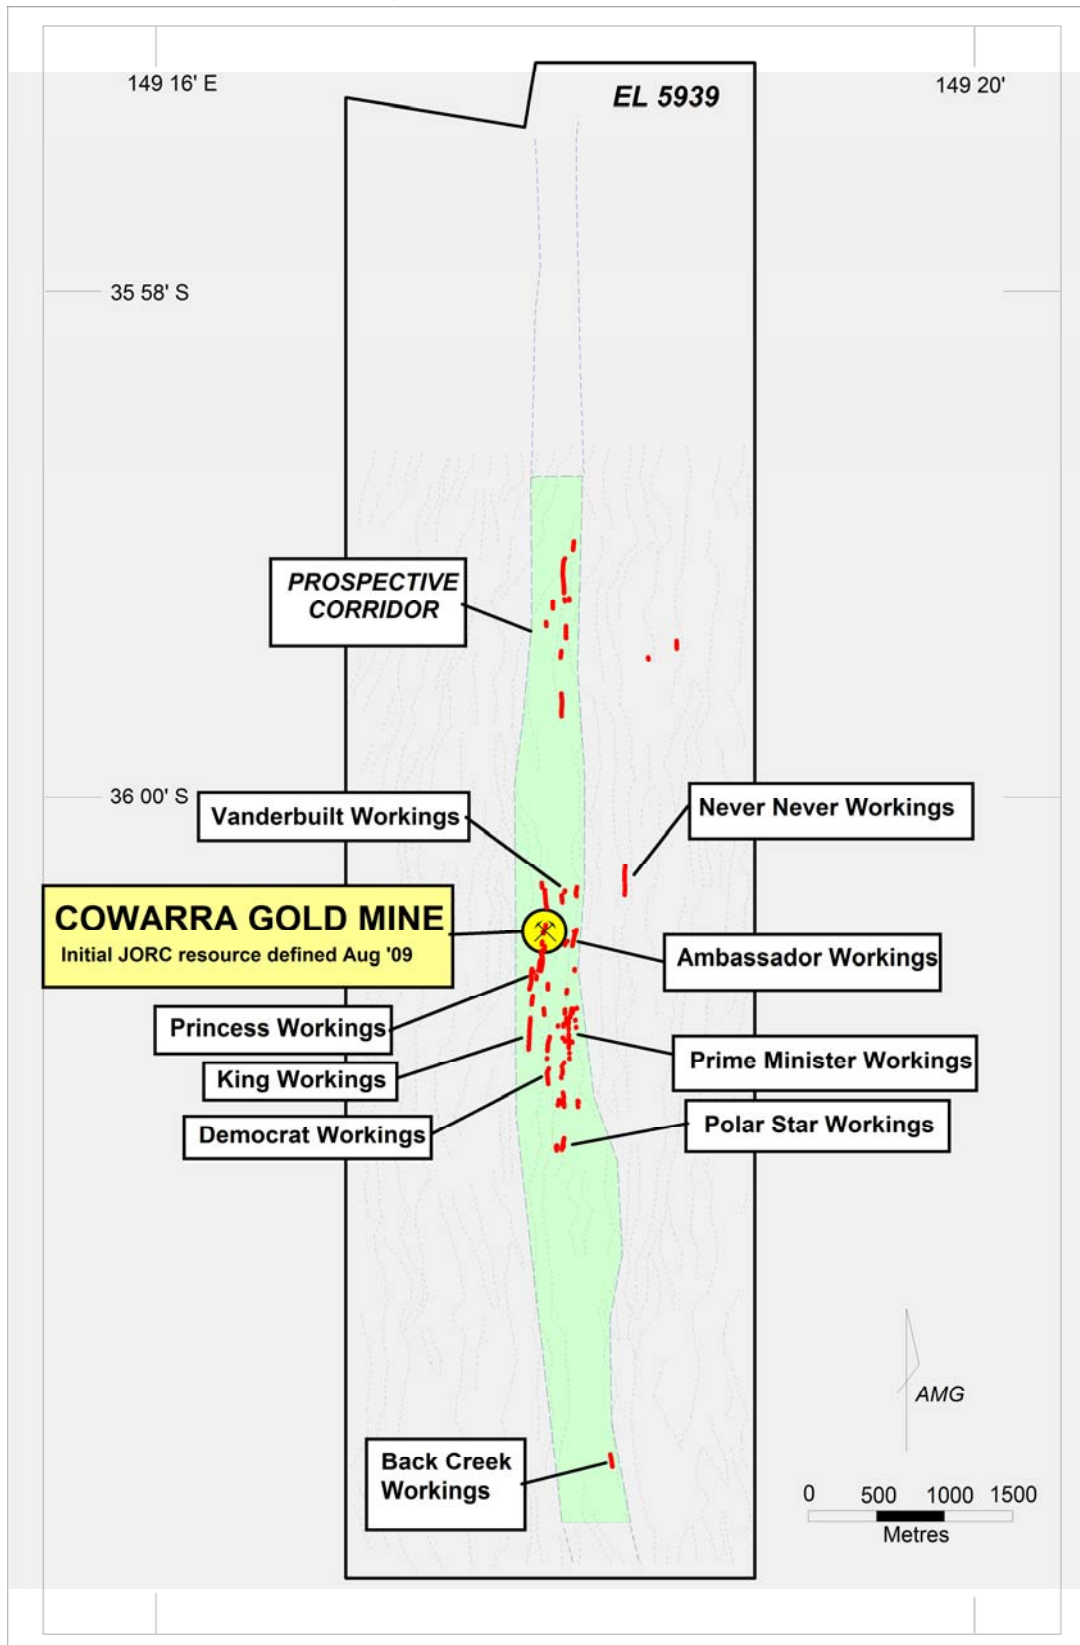 149 16' E
149 20'
EL 5939
35 58' S
PROSPECTIVE
CORRIDOR
36 00' S
Vanderbuilt Workings
Never Never Workings
COWARRA GOLD MINE
Initial JORC resource defined Aug '09
Ambassador Workings
Princess Workings
Prime Minister Workings
King Workings
Democrat Workings
Polar Star Workings
AMG
Back Creek
Workings
0 500 1000 1500
Metres